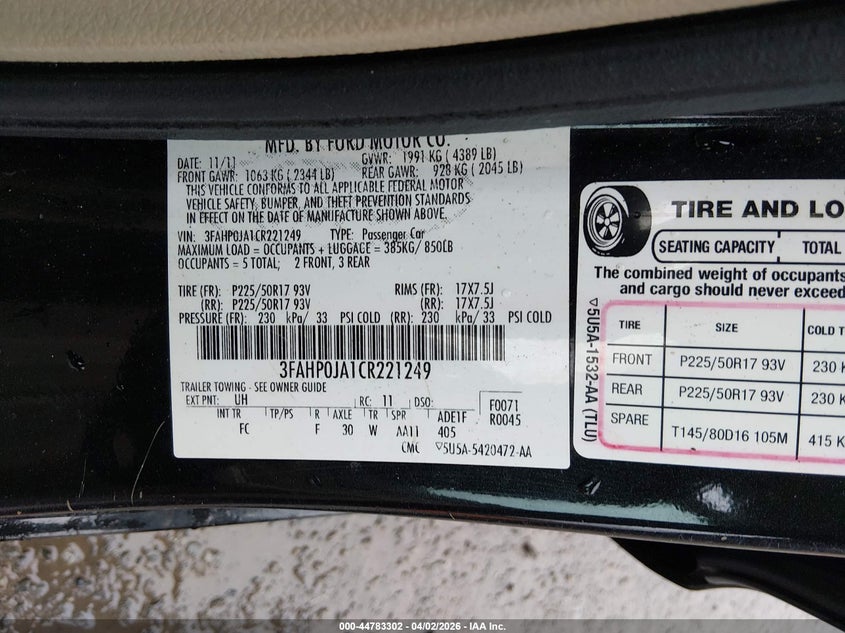 MFD. BY FORD MOTOR CO.
DATE: 11/11 GVWR: 1991 KG ( 4389 LB)
FRONT GAWR: 1063 KG ( 2344 LB) REAR GAWR: 928 KG ( 2045 LB)
THIS VEHICLE CONFORMS TO ALL APPLICABLE FEDERAL MOTOR
VEHICLE SAFETY, BUMPER, AND THEFT PREVENTION STANDARDS
IN EFFECT ON THE DATE OF MANUFACTURE SHOWN ABOVE.
VIN: 3FAHP0JA1CR221249 TYPE: Passenger Car
MAXIMUM LOAD = OCCUPANTS + LUGGAGE = 385KG/ 850LB
OCCUPANTS = 5 TOTAL; 2 FRONT, 3 REAR
TIRE (FR): P225/50R17 93V RIMS (FR): 17X7.5J
(RR): P225/50R17 93V (RR): 17X7.5J
PRESSURE (FR): 230 kPa/ 33 PSI COLD (RR): 230 kPa/ 33 PSI COLD
3FAHP0JA1CR221249
TRAILER TOWING - SEE OWNER GUIDE
EXT PNT: UH RC: 11 DSO: F0071
INT TR TP/PS R AXLE TR SPR ADE1F R0045
FC F 30 W AA11 405
CMC ▽5U5A-5420472-AA
TIRE AND LO
SEATING CAPACITY TOTAL
The combined weight of occupants
and cargo should never exceed
▽5U5A-1532-AA (TLU)
TIRE SIZE COLD T
FRONT P225/50R17 93V 230 K
REAR P225/50R17 93V 230 K
SPARE T145/80D16 105M 415 K
000-44783302 | 04/02/2026 - IAA Inc.